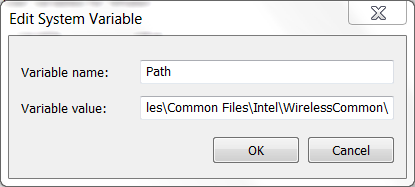 Edit System Variable
Variable name: Path
Variable value: les\Common Files\Intel\WirelessCommon\
OK Cancel